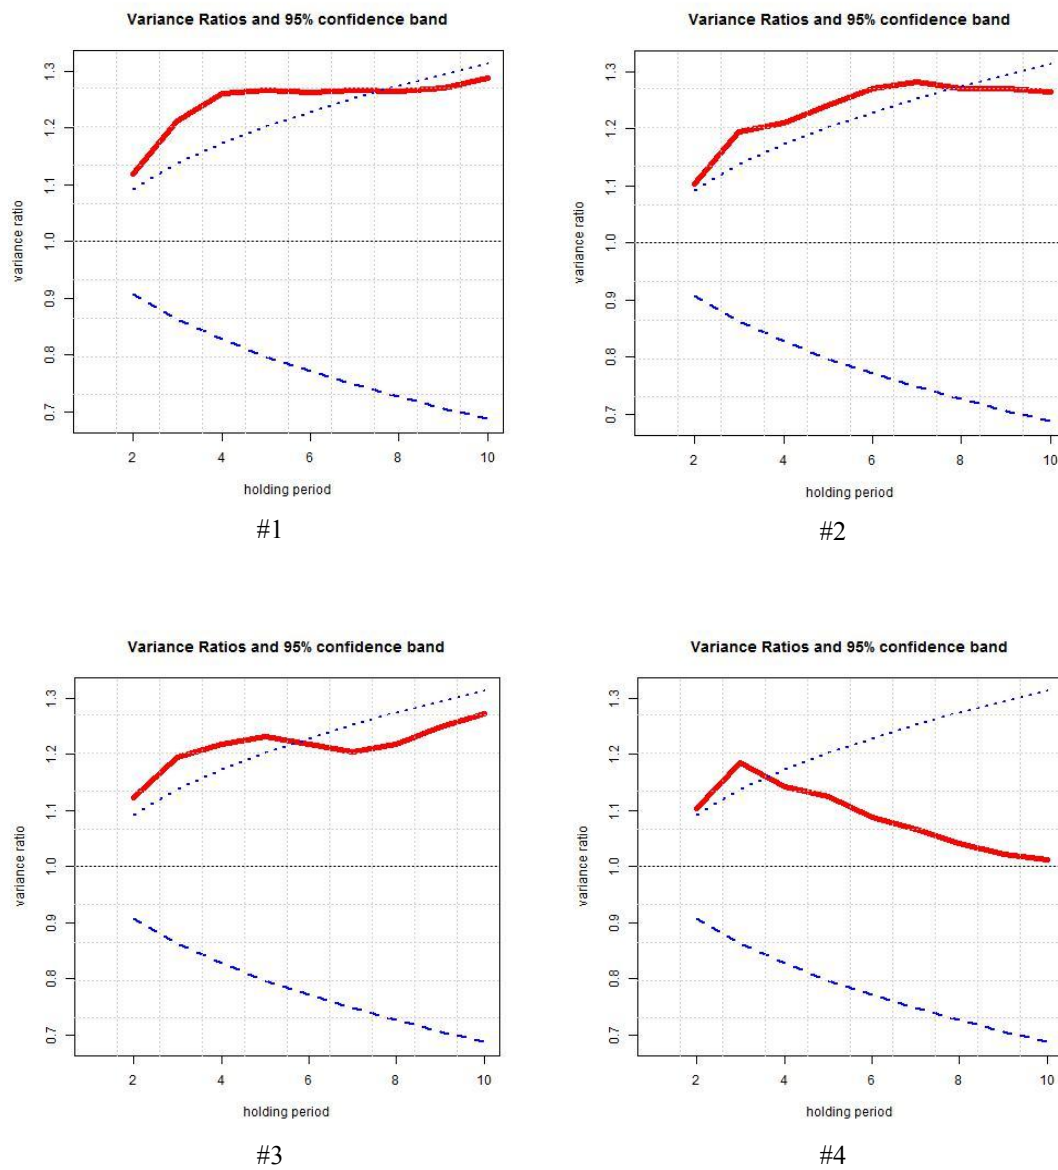 Variance Ratios and 95% confidence band
variance ratio
1.3
1.2
1.1
1.0
0.9
0.8
0.7
2 4 6 8 10
holding period
#1
Variance Ratios and 95% confidence band
variance ratio
1.3
1.2
1.1
1.0
0.9
0.8
0.7
2 4 6 8 10
holding period
#2
Variance Ratios and 95% confidence band
variance ratio
1.3
1.2
1.1
1.0
0.9
0.8
0.7
2 4 6 8 10
holding period
#3
Variance Ratios and 95% confidence band
variance ratio
1.3
1.2
1.1
1.0
0.9
0.8
0.7
2 4 6 8 10
holding period
#4